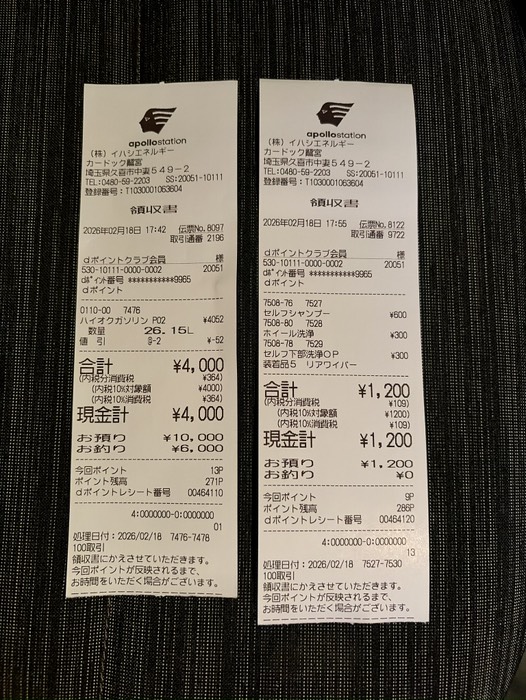 apollostation
(株)イハシエネルギー
カードック鷲宮
埼玉県久喜市中妻549-2
TEL:0480-59-2203 SS:20051-10111
登録番号:T1030001063604
領収書
2026年02月18日 17:42 伝票No.8097
取引通番 2196
dポイントクラブ会員 様
530-10111-0000-0002 20051
dポイント番号 ***********9965
dポイント
0110-00 7476
ハイオクガソリン P02 ¥4052
数量 26.15L
値引 8-2 ¥-52
合計 ¥4,000
(内税分消費税 ¥364)
(内税10%対象額 ¥4000)
(内税10%消費税 ¥364)
現金計 ¥4,000
お預り ¥10,000
お釣り ¥6,000
今回ポイント 13P
ポイント残高 271P
dポイントレシート番号 00464110
4:0000000-0:0000000
01
処理日付:2026/02/18 7476-7478
100取引
領収書にかえさせていただきます。
今回ポイントが反映されるまで、
お時間をいただく場合がございます。
apollostation
(株)イハシエネルギー
カードック鷲宮
埼玉県久喜市中妻549-2
TEL:0480-59-2203 SS:20051-10111
登録番号:T1030001063604
領収書
2026年02月18日 17:55 伝票No.8122
取引通番 9722
dポイントクラブ会員 様
530-10111-0000-0002 20051
dポイント番号 ***********9965
dポイント
7508-76 7527
セルフシャンプー ¥600
7508-80 7528
ホイール洗浄 ¥300
7508-78 7529
セルフ下部洗浄OP ¥300
装着品5 リアワイパー
合計 ¥1,200
(内税分消費税 ¥109)
(内税10%対象額 ¥1200)
(内税10%消費税 ¥109)
現金計 ¥1,200
お預り ¥1,200
お釣り ¥0
今回ポイント 9P
ポイント残高 286P
dポイントレシート番号 00464120
4:0000000-0:0000000
13
処理日付:2026/02/18 7527-7530
100取引
領収書にかえさせていただきます。
今回ポイントが反映されるまで、
お時間をいただく場合がございます。